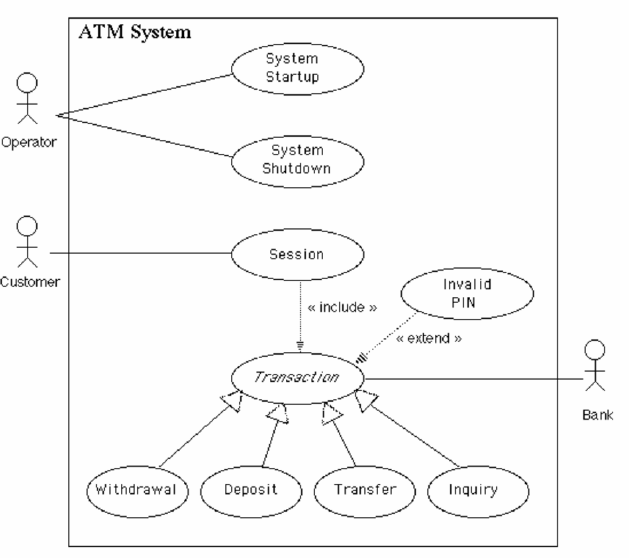 ATM System
System
Startup
Operator
System
Shutdown
Customer
Session
Invalid
PIN
« include »
« extend »
Transaction
Bank
Withdrawal
Deposit
Transfer
Inquiry